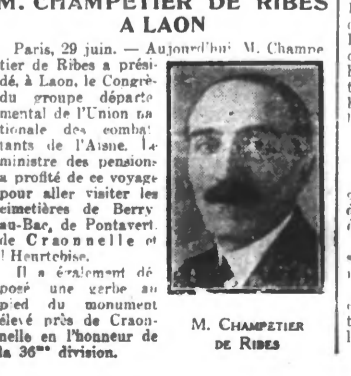 M. CHAMPETIER DE RIBES
A LAON
Paris, 29 juin. — Aujourd'hui M. Champe
tier de Ribes a prési-
dé, à Laon, le Congrè-
du groupe départe
mental de l'Union na
tionale des combat
tants de l'Aisne. Le
ministre des pensions
a profité de ce voyage
pour aller visiter les
cimetières de Berry
au-Bac, de Pontavert.
de Craonnelle et
d'Heurtebise.
Il a également dé
posé une gerbe au
pied du monument
élevé près de Craon-
nelle en l'honneur de
la 36me division.
M. CHAMPETIER
DE RIBES